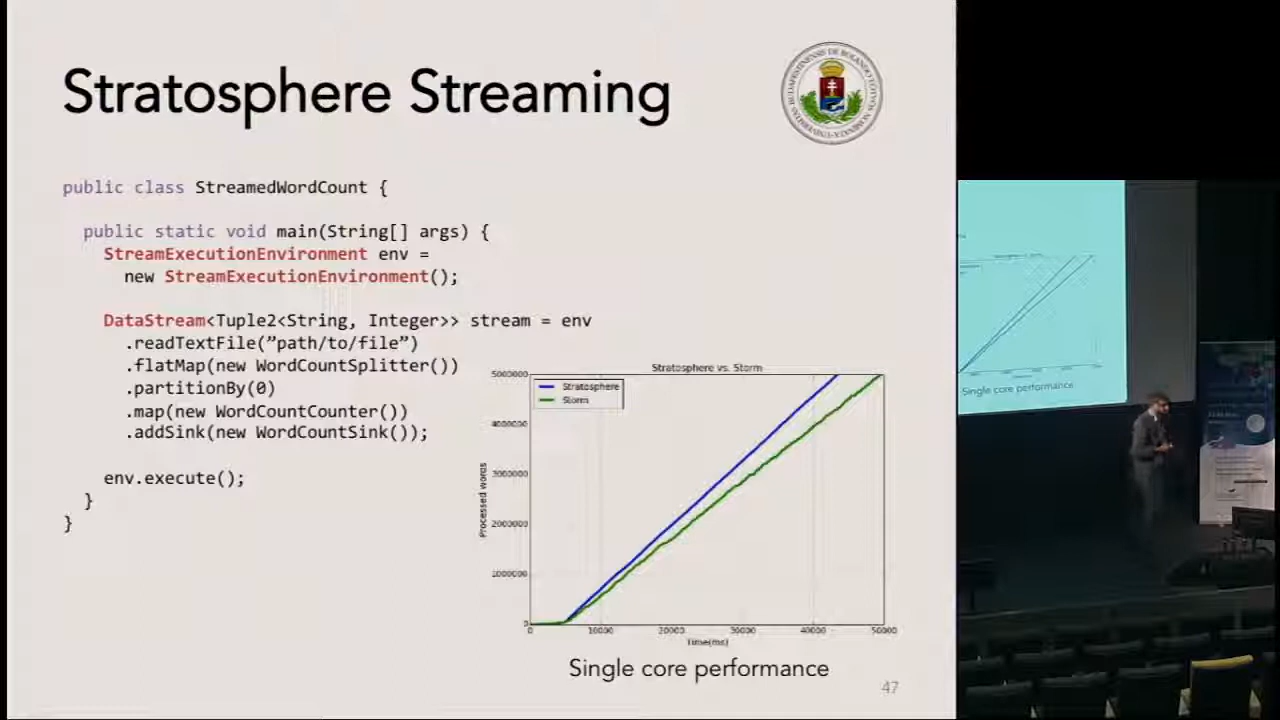 Stratosphere Streaming
public class StreamedWordCount {
public static void main(String[] args) {
StreamExecutionEnvironment env =
new StreamExecutionEnvironment();
DataStream<Tuple2<String, Integer>> stream = env
.readTextFile(”path/to/file”)
.flatMap(new WordCountSplitter())
.partitionBy(0)
.map(new WordCountCounter())
.addSink(new WordCountSink());
env.execute();
}
}
Stratosphere vs. Storm
Stratosphere
Storm
Processed words
5000000
4000000
3000000
2000000
1000000
0
0 10000 20000 30000 40000 50000
Time(ms)
Single core performance
47
Single core performance